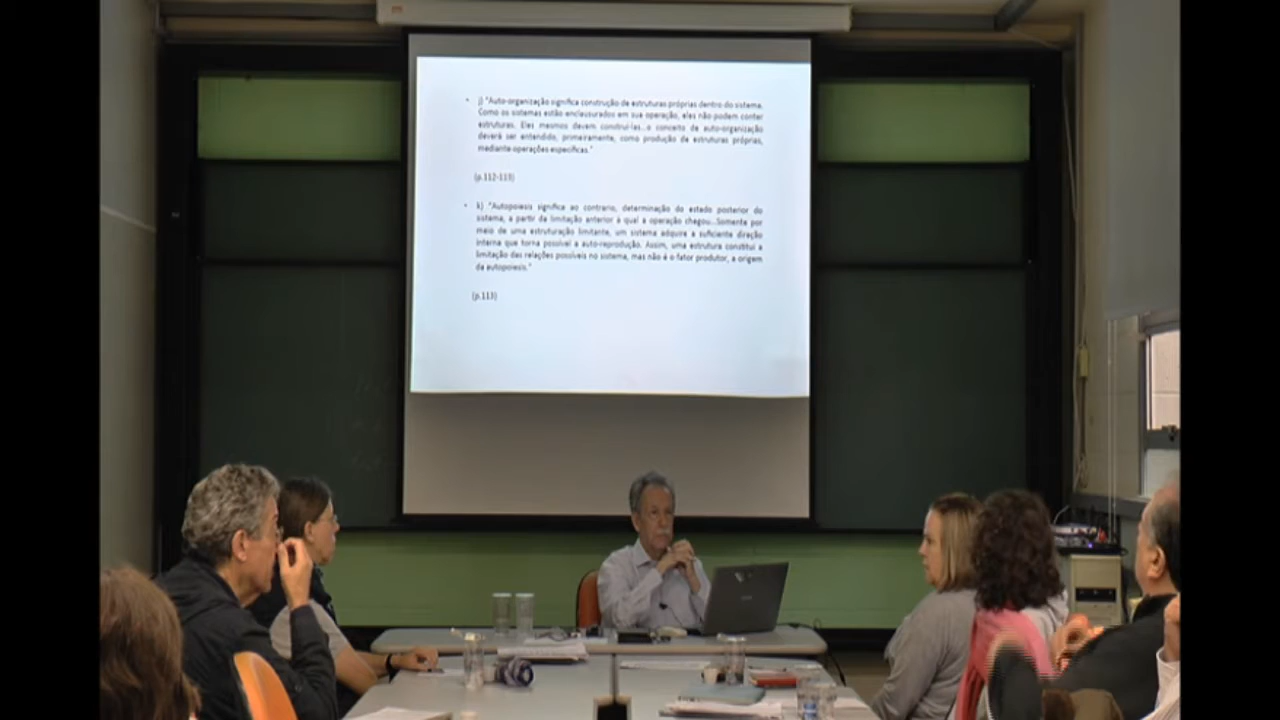 • j) "Auto-organização significa construção de estruturas próprias dentro do sistema.
Como os sistemas estão enclausurados em sua operação, eles não podem conter
estruturas. Eles mesmos devem construí-las...o conceito de auto-organização
deverá ser entendido, primeiramente, como produção de estruturas próprias,
mediante operações específicas."
(p.112-113)
• k) "Autopoiesis significa ao contrario, determinação do estado posterior do
sistema, a partir da limitação anterior à qual a operação chegou...Somente por
meio de uma estruturação limitante, um sistema adquire a suficiente direção
interna que torna possível a auto-reprodução. Assim, uma estrutura constitui a
limitação das relações possíveis no sistema, mas não é o fator produtor, a origem
da autopoiesis."
(p.113)